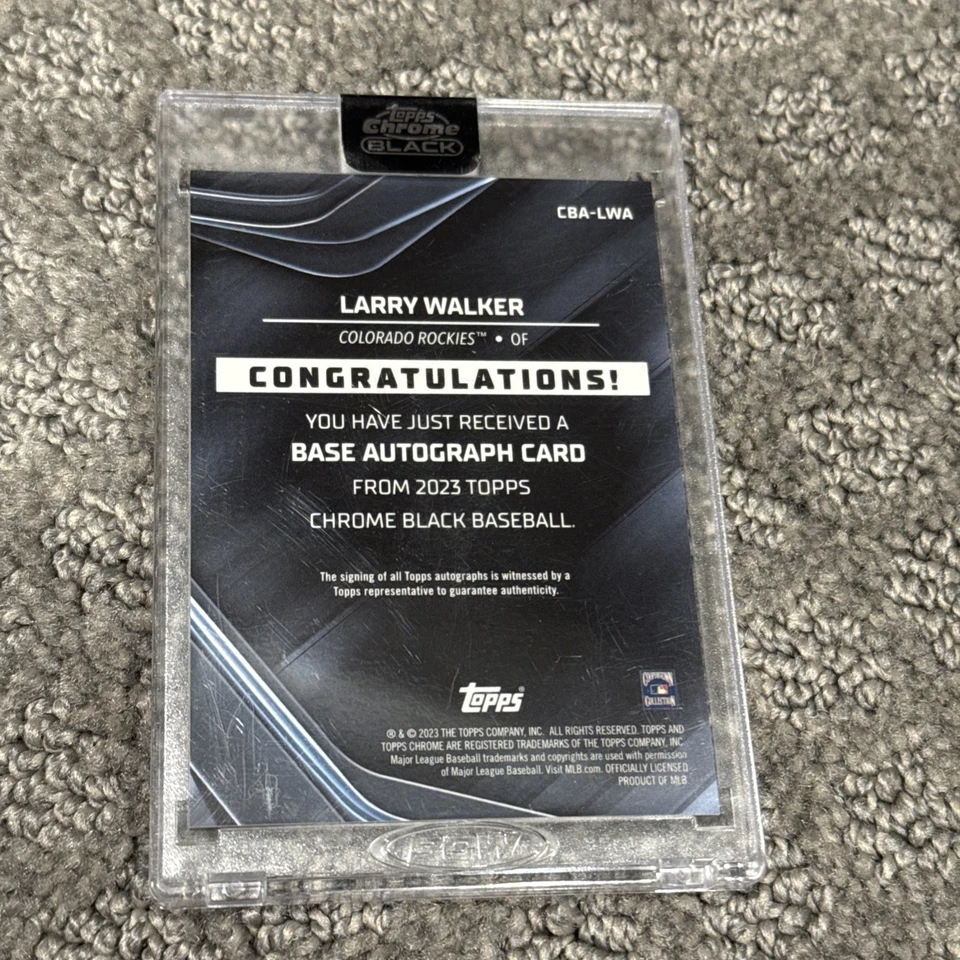 Topps
Chrome
BLACK
CBA-LWA
LARRY WALKER
COLORADO ROCKIES™ • OF
CONGRATULATIONS!
YOU HAVE JUST RECEIVED A
BASE AUTOGRAPH CARD
FROM 2023 TOPPS
CHROME BLACK BASEBALL.
The signing of all Topps autographs is witnessed by a
Topps representative to guarantee authenticity.
topps®
COOPERSTOWN
COLLECTION
® & © 2023 THE TOPPS COMPANY, INC. ALL RIGHTS RESERVED. TOPPS AND
TOPPS CHROME ARE REGISTERED TRADEMARKS OF THE TOPPS COMPANY, INC.
Major League Baseball trademarks and copyrights are used with permission
of Major League Baseball. Visit MLB.com. OFFICIALLY LICENSED
PRODUCT OF MLB